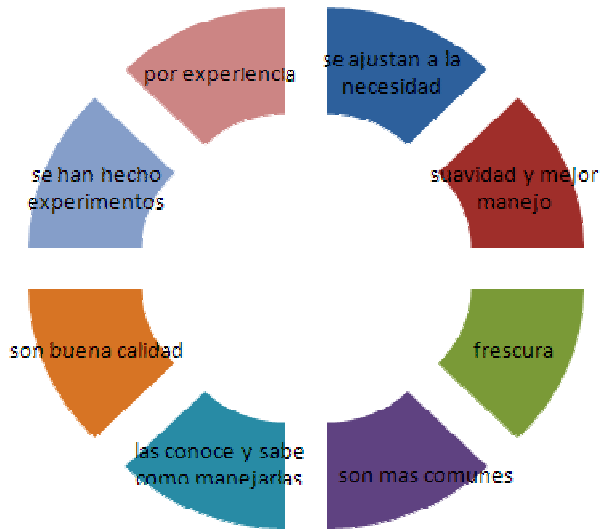 se ajustan a la
necesidad
suavidad y mejor
manejo
frescura
son mas comunes
las conoce y sabe
como manejarlas
son buena calidad
se han hecho
experimentos
por experiencia